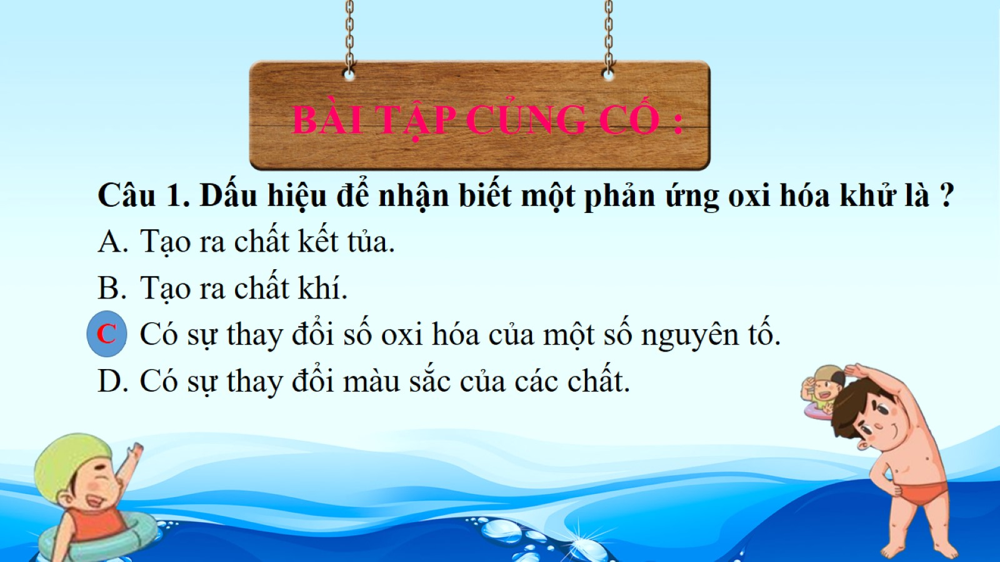 BÀI TẬP CỦNG CỐ :
Câu 1. Dấu hiệu để nhận biết một phản ứng oxi hóa khử là ?
A. Tạo ra chất kết tủa.
B. Tạo ra chất khí.
C Có sự thay đổi số oxi hóa của một số nguyên tố.
D. Có sự thay đổi màu sắc của các chất.